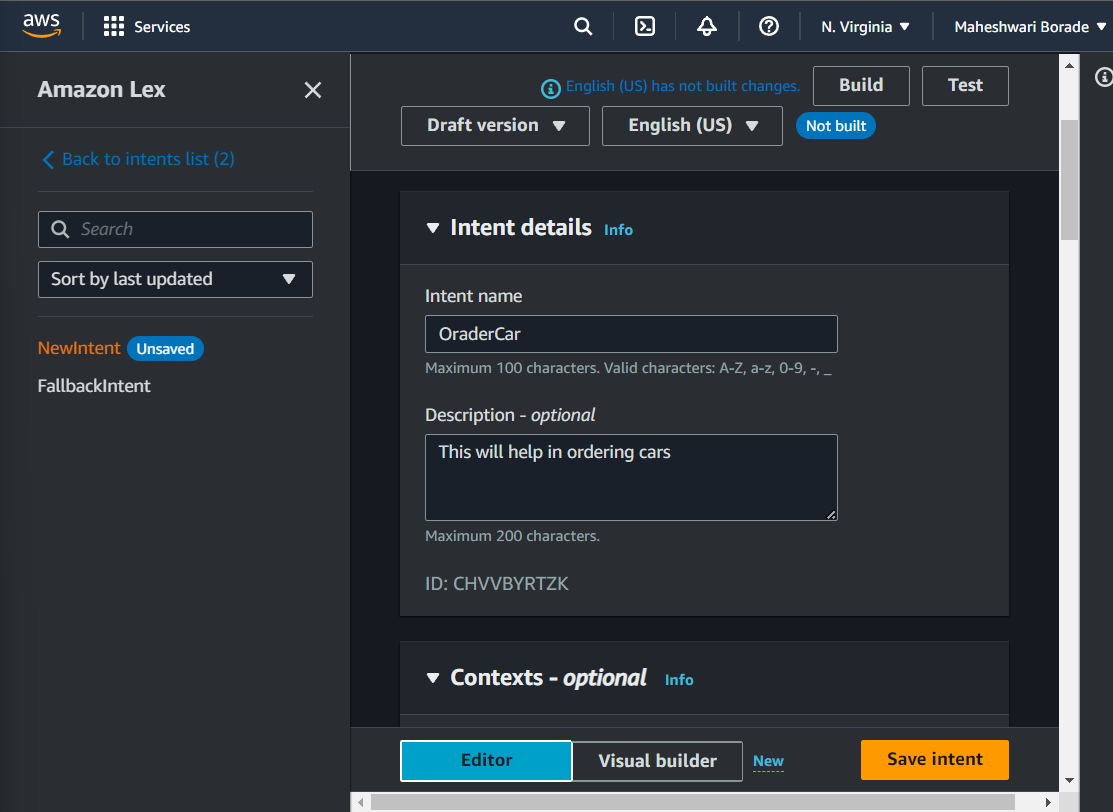 aws
Services
N. Virginia
Maheshwari Borade
Amazon Lex
Back to intents list (2)
Search
Sort by last updated
NewIntent Unsaved
FallbackIntent
English (US) has not built changes.
Build
Test
Draft version
English (US)
Not built
Intent details Info
Intent name
OraderCar
Maximum 100 characters. Valid characters: A-Z, a-z, 0-9, -, _
Description - optional
This will help in ordering cars
Maximum 200 characters.
ID: CHVVBYRTZK
Contexts - optional Info
Editor
Visual builder
New
Save intent